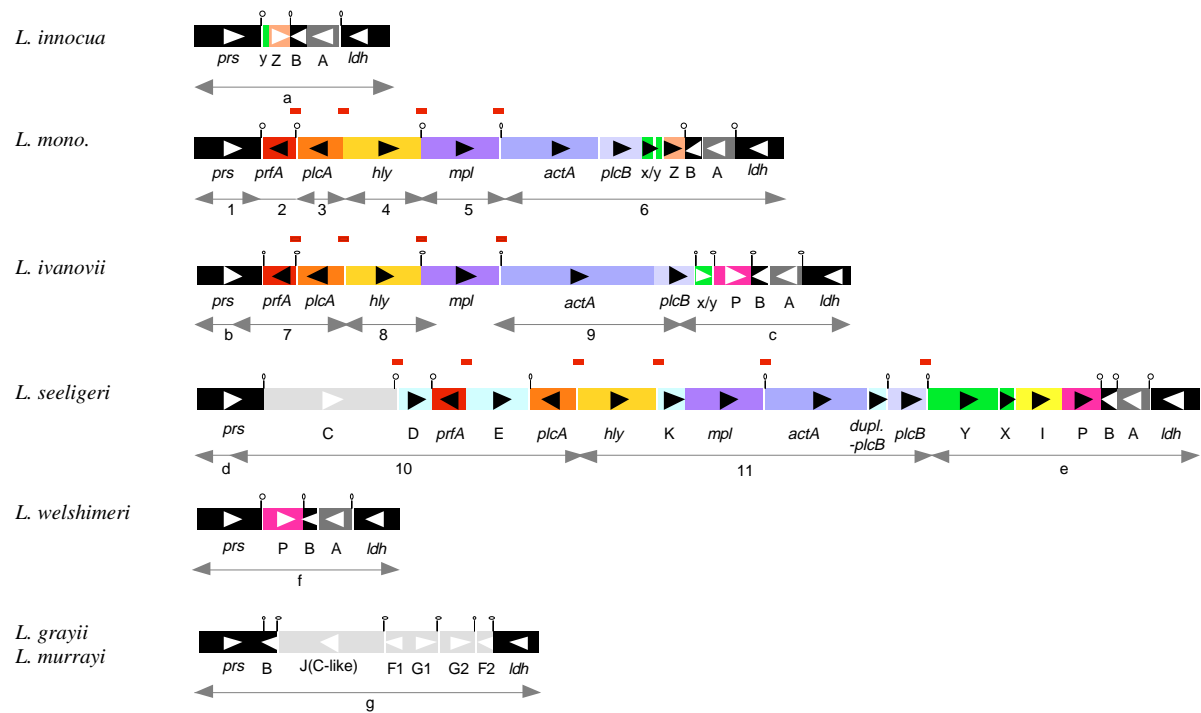 L. innocua
prs y Z B A ldh
a
L. mono.
prs prfA plcA hly mpl actA plcB x/y Z B A ldh
1 2 3 4 5 6
L. ivanovii
prs prfA plcA hly mpl actA plcB x/y P B A ldh
b 7 8 9 c
L. seeligeri
prs C D prfA E plcA hly K mpl actA dupl. plcB Y X I P B A ldh
-plcB
d 10 11 e
L. welshimeri
prs P B A ldh
f
L. grayii
L. murrayi
prs B J(C-like) F1 G1 G2 F2 ldh
g